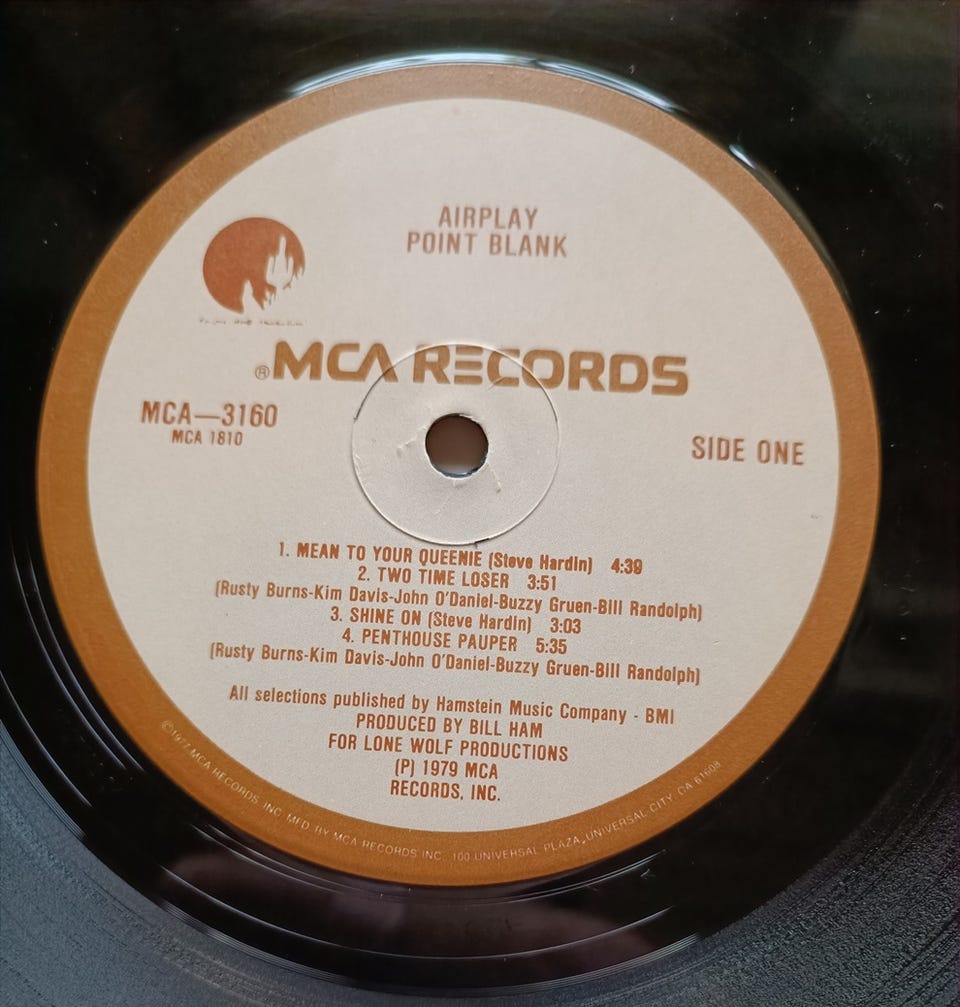 AIRPLAY
POINT BLANK
®MCA RECORDS
MCA—3160
MCA 1810
SIDE ONE
1. MEAN TO YOUR QUEENIE (Steve Hardin) 4:39
2. TWO TIME LOSER 3:51
(Rusty Burns-Kim Davis-John O'Daniel-Buzzy Gruen-Bill Randolph)
3. SHINE ON (Steve Hardin) 3:03
4. PENTHOUSE PAUPER 5:35
(Rusty Burns-Kim Davis-John O'Daniel-Buzzy Gruen-Bill Randolph)
All selections published by Hamstein Music Company - BMI
PRODUCED BY BILL HAM
FOR LONE WOLF PRODUCTIONS
(P) 1979 MCA
RECORDS, INC.
©1977 MCA RECORDS INC. MFD. BY MCA RECORDS INC., 100 UNIVERSAL PLAZA, UNIVERSAL CITY, CA 61608